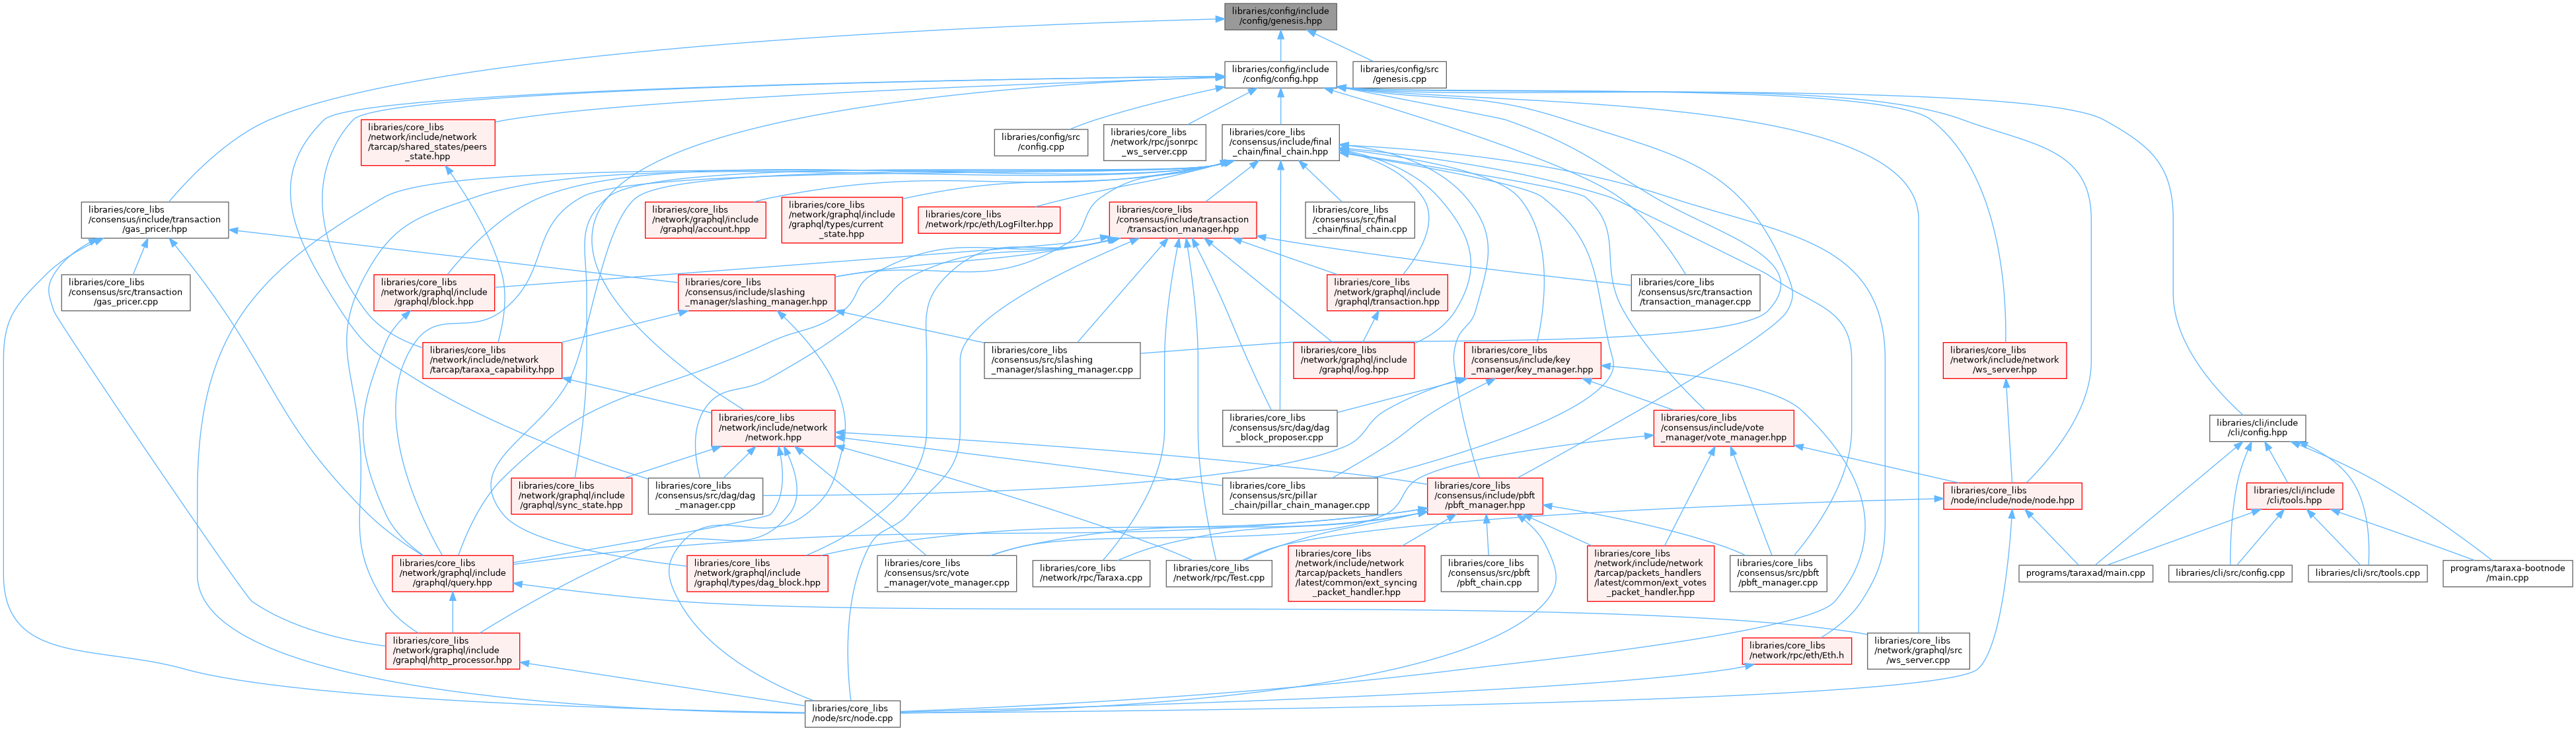 libraries/config/include
/config/genesis.hpp
libraries/config/include
/config/config.hpp
libraries/config/src
/genesis.cpp
libraries/core_libs
/network/include/network
/tarcap/shared_states/peers
_state.hpp
libraries/config/src
/config.cpp
libraries/core_libs
/network/rpc/jsonrpc
_ws_server.cpp
libraries/core_libs
/consensus/include/final
_chain/final_chain.hpp
libraries/core_libs
/consensus/include/transaction
/gas_pricer.hpp
libraries/core_libs
/network/graphql/include
/graphql/account.hpp
libraries/core_libs
/network/graphql/include
/graphql/types/current
_state.hpp
libraries/core_libs
/network/rpc/eth/LogFilter.hpp
libraries/core_libs
/consensus/include/transaction
/transaction_manager.hpp
libraries/core_libs
/consensus/src/final
_chain/final_chain.cpp
libraries/core_libs
/consensus/src/transaction
/gas_pricer.cpp
libraries/core_libs
/network/graphql/include
/graphql/block.hpp
libraries/core_libs
/consensus/include/slashing
_manager/slashing_manager.hpp
libraries/core_libs
/network/graphql/include
/graphql/transaction.hpp
libraries/core_libs
/consensus/src/transaction
/transaction_manager.cpp
libraries/core_libs
/network/include/network
/tarcap/taraxa_capability.hpp
libraries/core_libs
/consensus/src/slashing
_manager/slashing_manager.cpp
libraries/core_libs
/network/graphql/include
/graphql/log.hpp
libraries/core_libs
/consensus/include/key
_manager/key_manager.hpp
libraries/core_libs
/network/include/network
/ws_server.hpp
libraries/core_libs
/network/include/network
/network.hpp
libraries/core_libs
/consensus/src/dag/dag
_block_proposer.cpp
libraries/core_libs
/consensus/include/vote
_manager/vote_manager.hpp
libraries/cli/include
/cli/config.hpp
libraries/core_libs
/network/graphql/include
/graphql/sync_state.hpp
libraries/core_libs
/consensus/src/dag/dag
_manager.cpp
libraries/core_libs
/consensus/src/pillar
_chain/pillar_chain_manager.cpp
libraries/core_libs
/consensus/include/pbft
/pbft_manager.hpp
libraries/core_libs
/node/include/node/node.hpp
libraries/cli/include
/cli/tools.hpp
libraries/core_libs
/network/graphql/include
/graphql/query.hpp
libraries/core_libs
/network/graphql/include
/graphql/types/dag_block.hpp
libraries/core_libs
/consensus/src/vote
_manager/vote_manager.cpp
libraries/core_libs
/network/rpc/Taraxa.cpp
libraries/core_libs
/network/rpc/Test.cpp
libraries/core_libs
/network/include/network
/tarcap/packets_handlers
/latest/common/ext_syncing
_packet_handler.hpp
libraries/core_libs
/consensus/src/pbft
/pbft_chain.cpp
libraries/core_libs
/network/include/network
/tarcap/packets_handlers
/latest/common/ext_votes
_packet_handler.hpp
libraries/core_libs
/consensus/src/pbft
/pbft_manager.cpp
programs/taraxad/main.cpp
libraries/cli/src/config.cpp
libraries/cli/src/tools.cpp
programs/taraxa-bootnode
/main.cpp
libraries/core_libs
/network/graphql/include
/graphql/http_processor.hpp
libraries/core_libs
/network/rpc/eth/Eth.h
libraries/core_libs
/network/graphql/src
/ws_server.cpp
libraries/core_libs
/node/src/node.cpp